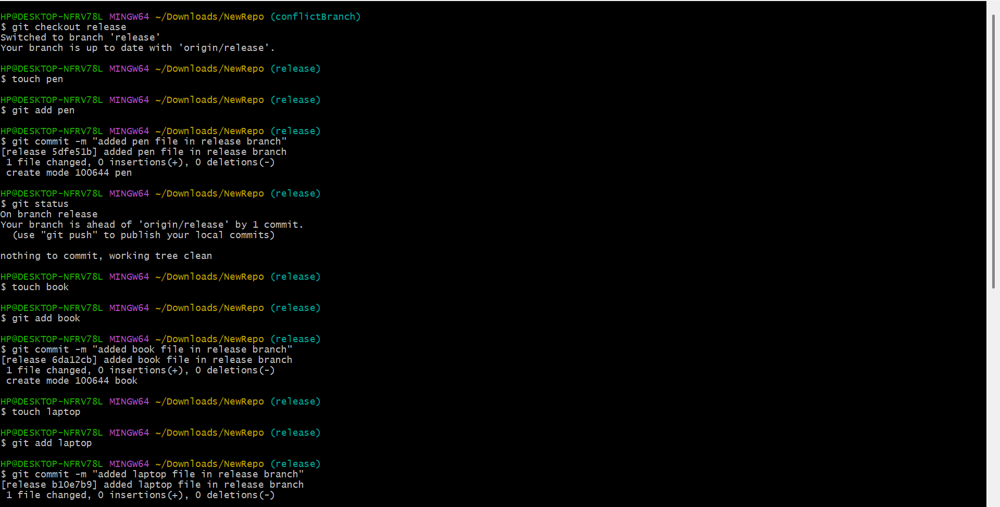 HP@DESKTOP-NFRV78L MINGW64 ~/Downloads/NewRepo (conflictBranch)
$ git checkout release
Switched to branch 'release'
Your branch is up to date with 'origin/release'.
HP@DESKTOP-NFRV78L MINGW64 ~/Downloads/NewRepo (release)
$ touch pen
HP@DESKTOP-NFRV78L MINGW64 ~/Downloads/NewRepo (release)
$ git add pen
HP@DESKTOP-NFRV78L MINGW64 ~/Downloads/NewRepo (release)
$ git commit -m "added pen file in release branch"
[release 5dfe51b] added pen file in release branch
 1 file changed, 0 insertions(+), 0 deletions(-)
 create mode 100644 pen
HP@DESKTOP-NFRV78L MINGW64 ~/Downloads/NewRepo (release)
$ git status
On branch release
Your branch is ahead of 'origin/release' by 1 commit.
  (use "git push" to publish your local commits)
nothing to commit, working tree clean
HP@DESKTOP-NFRV78L MINGW64 ~/Downloads/NewRepo (release)
$ touch book
HP@DESKTOP-NFRV78L MINGW64 ~/Downloads/NewRepo (release)
$ git add book
HP@DESKTOP-NFRV78L MINGW64 ~/Downloads/NewRepo (release)
$ git commit -m "added book file in release branch"
[release 6da12cb] added book file in release branch
 1 file changed, 0 insertions(+), 0 deletions(-)
 create mode 100644 book
HP@DESKTOP-NFRV78L MINGW64 ~/Downloads/NewRepo (release)
$ touch laptop
HP@DESKTOP-NFRV78L MINGW64 ~/Downloads/NewRepo (release)
$ git add laptop
HP@DESKTOP-NFRV78L MINGW64 ~/Downloads/NewRepo (release)
$ git commit -m "added laptop file in release branch"
[release b10e7b9] added laptop file in release branch
 1 file changed, 0 insertions(+), 0 deletions(-)